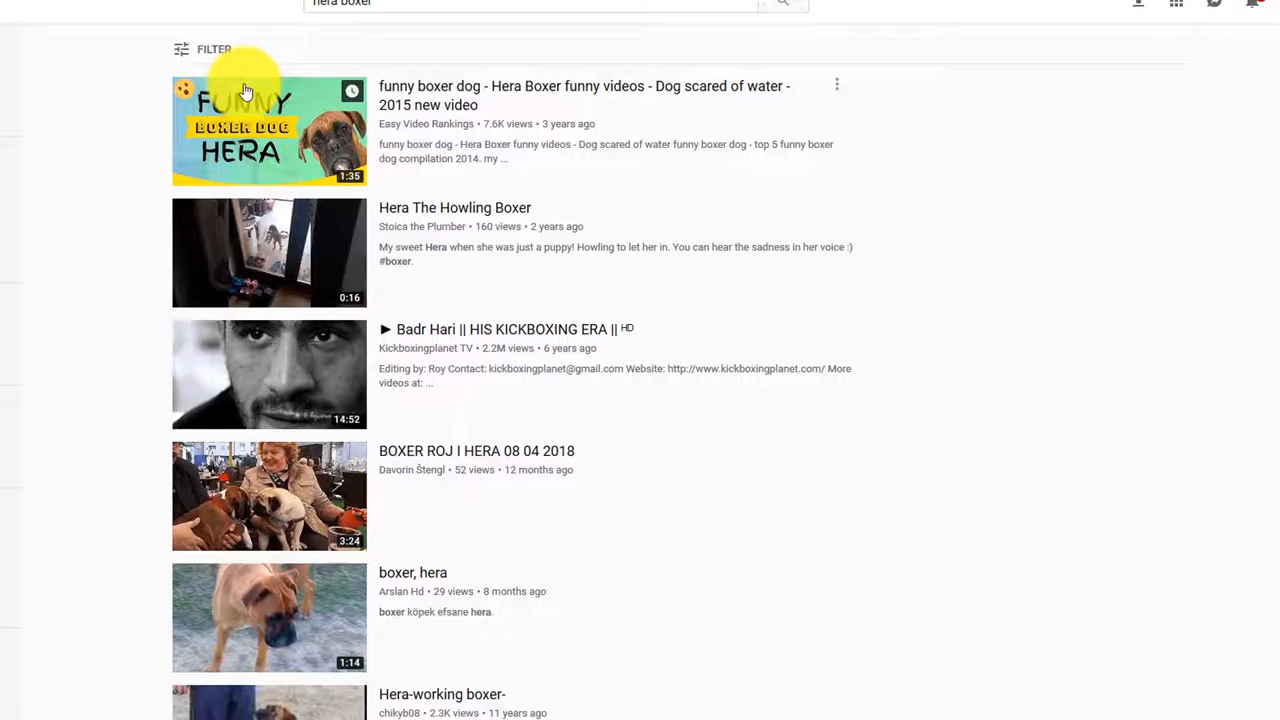 hera boxer
FILTER
FUNNY
BOXER DOG
HERA
1:35
funny boxer dog - Hera Boxer funny videos - Dog scared of water -
2015 new video
Easy Video Rankings • 7.6K views • 3 years ago
funny boxer dog - Hera Boxer funny videos - Dog scared of water funny boxer dog - top 5 funny boxer
dog compilation 2014. my ...
0:16
Hera The Howling Boxer
Stoica the Plumber • 160 views • 2 years ago
My sweet Hera when she was just a puppy! Howling to let her in. You can hear the sadness in her voice :)
#boxer.
14:52
► Badr Hari || HIS KICKBOXING ERA || ᴴᴰ
Kickboxingplanet TV • 2.2M views • 6 years ago
Editing by: Roy Contact: kickboxingplanet@gmail.com Website: http://www.kickboxingplanet.com/ More
videos at: ...
3:24
BOXER ROJ I HERA 08 04 2018
Davorin Štengl • 52 views • 12 months ago
1:14
boxer, hera
Arslan Hd • 29 views • 8 months ago
boxer köpek efsane hera.
Hera-working boxer-
chikyb08 • 2.3K views • 11 years ago